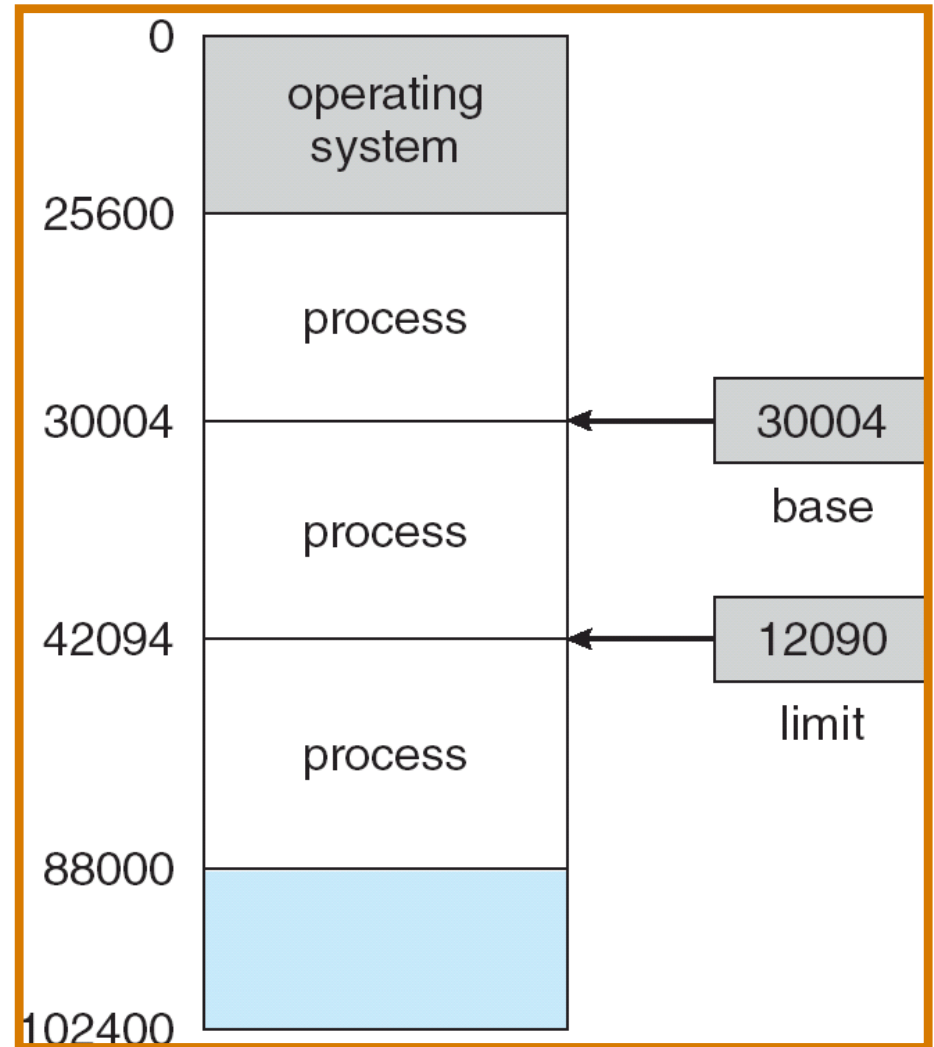 0
operating
system
25600
process
30004
30004
base
process
42094
12090
limit
process
88000
102400